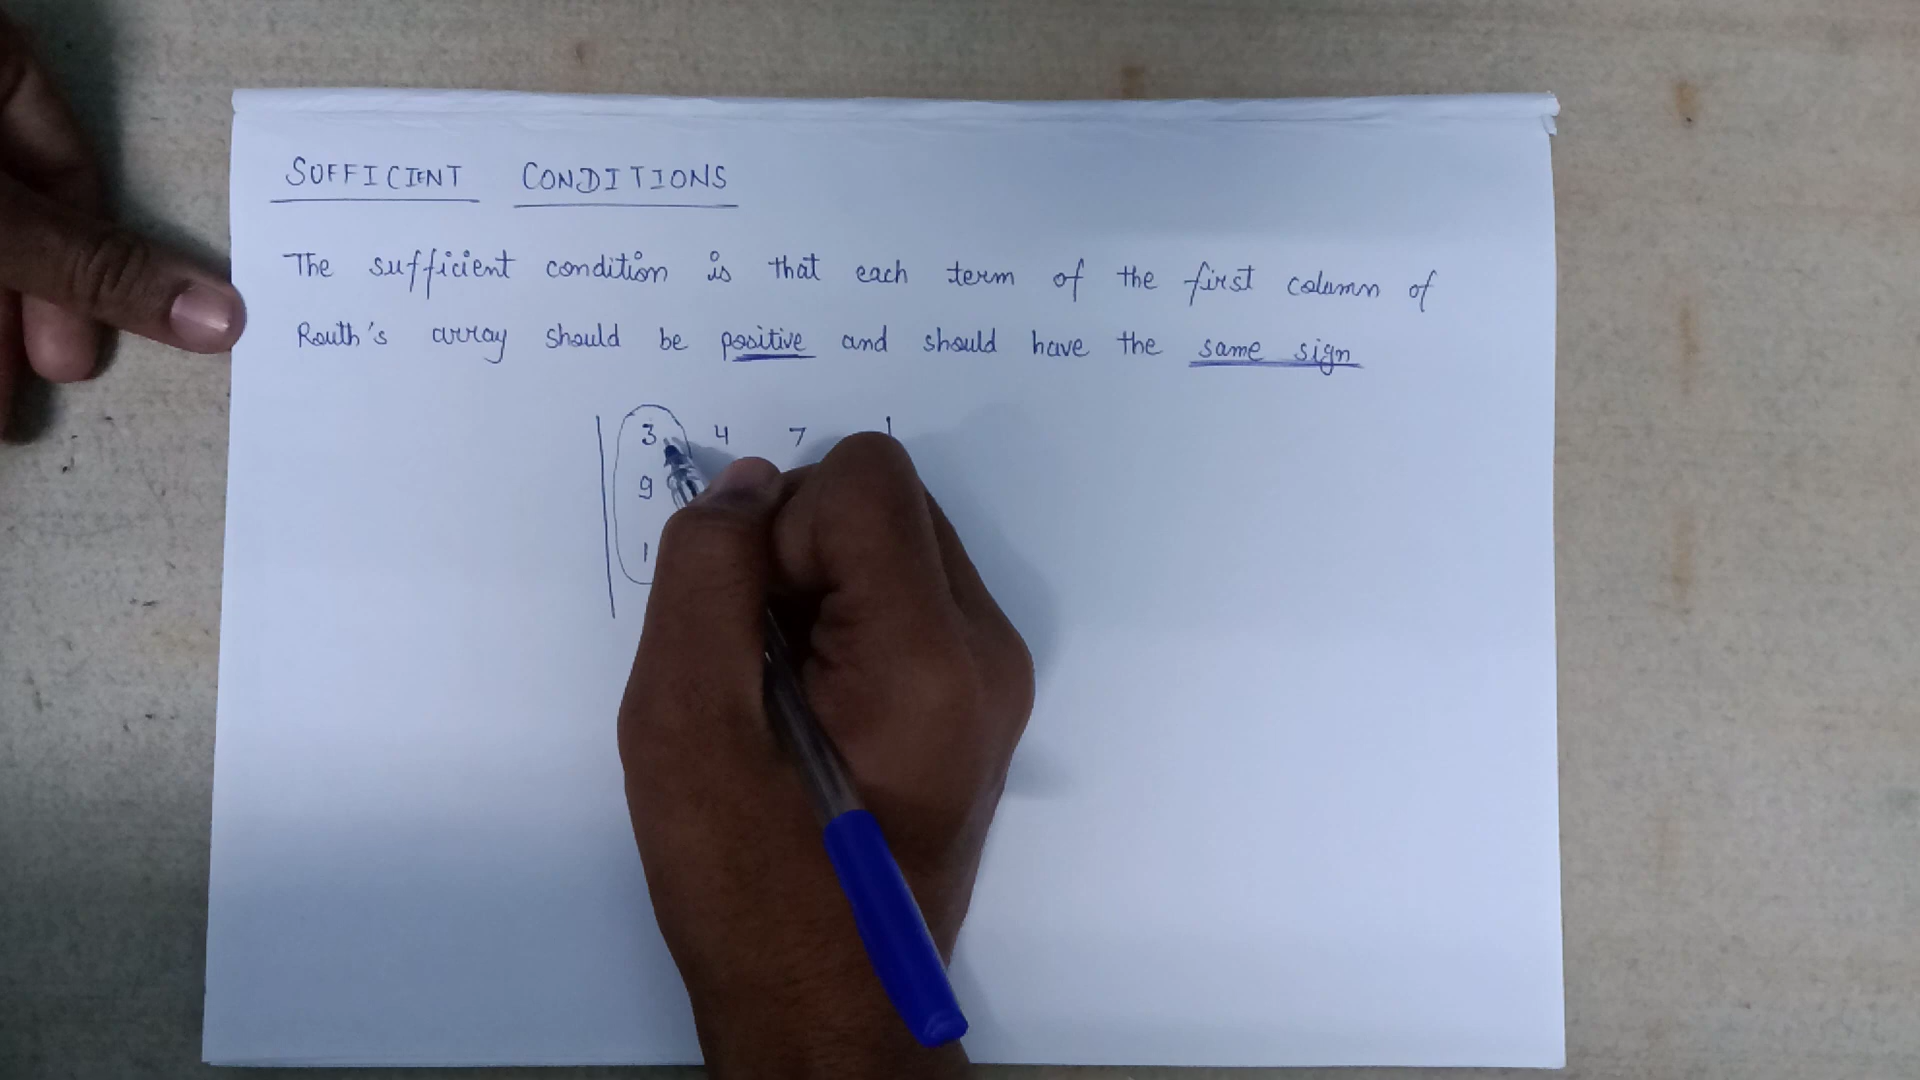 SUFFICIENT CONDITIONS
The sufficient condition is that each term of the first column of
Routh's array should be positive and should have the same sign
3 4 7
9
1